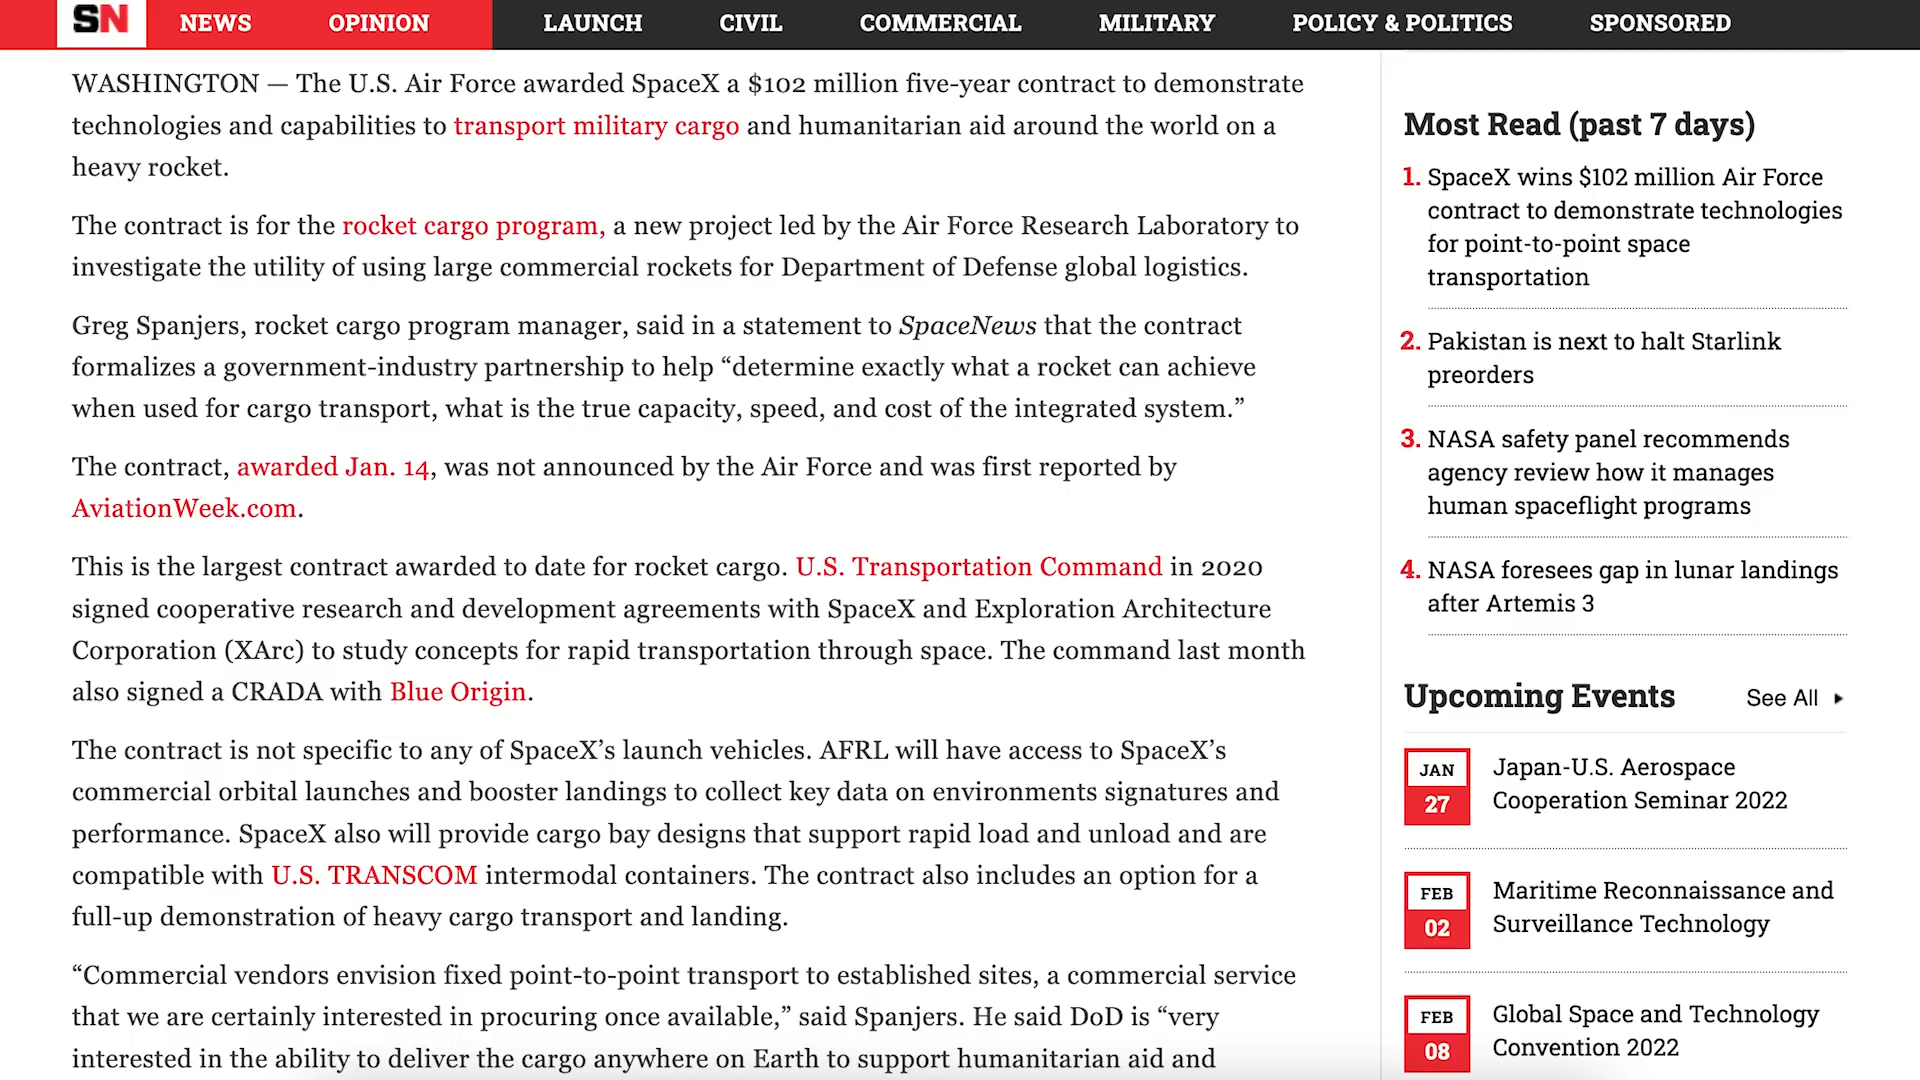 SN NEWS OPINION LAUNCH CIVIL COMMERCIAL MILITARY POLICY & POLITICS SPONSORED
WASHINGTON — The U.S. Air Force awarded SpaceX a $102 million five-year contract to demonstrate
technologies and capabilities to transport military cargo and humanitarian aid around the world on a
heavy rocket.
The contract is for the rocket cargo program, a new project led by the Air Force Research Laboratory to
investigate the utility of using large commercial rockets for Department of Defense global logistics.
Greg Spanjers, rocket cargo program manager, said in a statement to SpaceNews that the contract
formalizes a government-industry partnership to help “determine exactly what a rocket can achieve
when used for cargo transport, what is the true capacity, speed, and cost of the integrated system.”
The contract, awarded Jan. 14, was not announced by the Air Force and was first reported by
AviationWeek.com.
This is the largest contract awarded to date for rocket cargo. U.S. Transportation Command in 2020
signed cooperative research and development agreements with SpaceX and Exploration Architecture
Corporation (XArc) to study concepts for rapid transportation through space. The command last month
also signed a CRADA with Blue Origin.
The contract is not specific to any of SpaceX’s launch vehicles. AFRL will have access to SpaceX’s
commercial orbital launches and booster landings to collect key data on environments signatures and
performance. SpaceX also will provide cargo bay designs that support rapid load and unload and are
compatible with U.S. TRANSCOM intermodal containers. The contract also includes an option for a
full-up demonstration of heavy cargo transport and landing.
“Commercial vendors envision fixed point-to-point transport to established sites, a commercial service
that we are certainly interested in procuring once available,” said Spanjers. He said DoD is “very
interested in the ability to deliver the cargo anywhere on Earth to support humanitarian aid and
Most Read (past 7 days)
1. SpaceX wins $102 million Air Force
contract to demonstrate technologies
for point-to-point space
transportation
2. Pakistan is next to halt Starlink
preorders
3. NASA safety panel recommends
agency review how it manages
human spaceflight programs
4. NASA foresees gap in lunar landings
after Artemis 3
Upcoming Events See All
JAN
27
Japan-U.S. Aerospace
Cooperation Seminar 2022
FEB
02
Maritime Reconnaissance and
Surveillance Technology
FEB
08
Global Space and Technology
Convention 2022